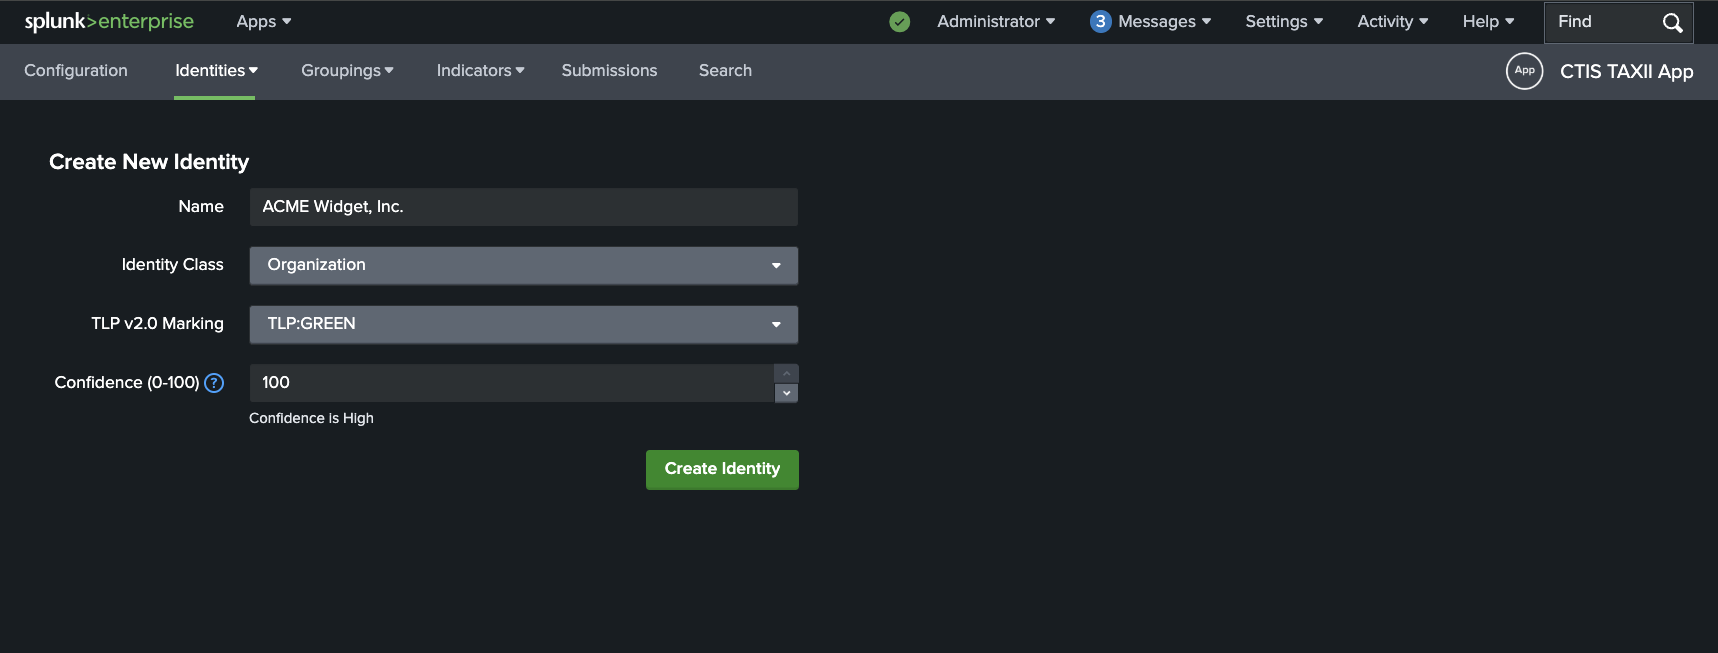 splunk>enterprise Apps Administrator 3 Messages Settings Activity Help Find
Configuration Identities Groupings Indicators Submissions Search App CTIS TAXII App
Create New Identity
Name ACME Widget, Inc.
Identity Class Organization
TLP v2.0 Marking TLP:GREEN
Confidence (0-100) ? 100
Confidence is High
Create Identity